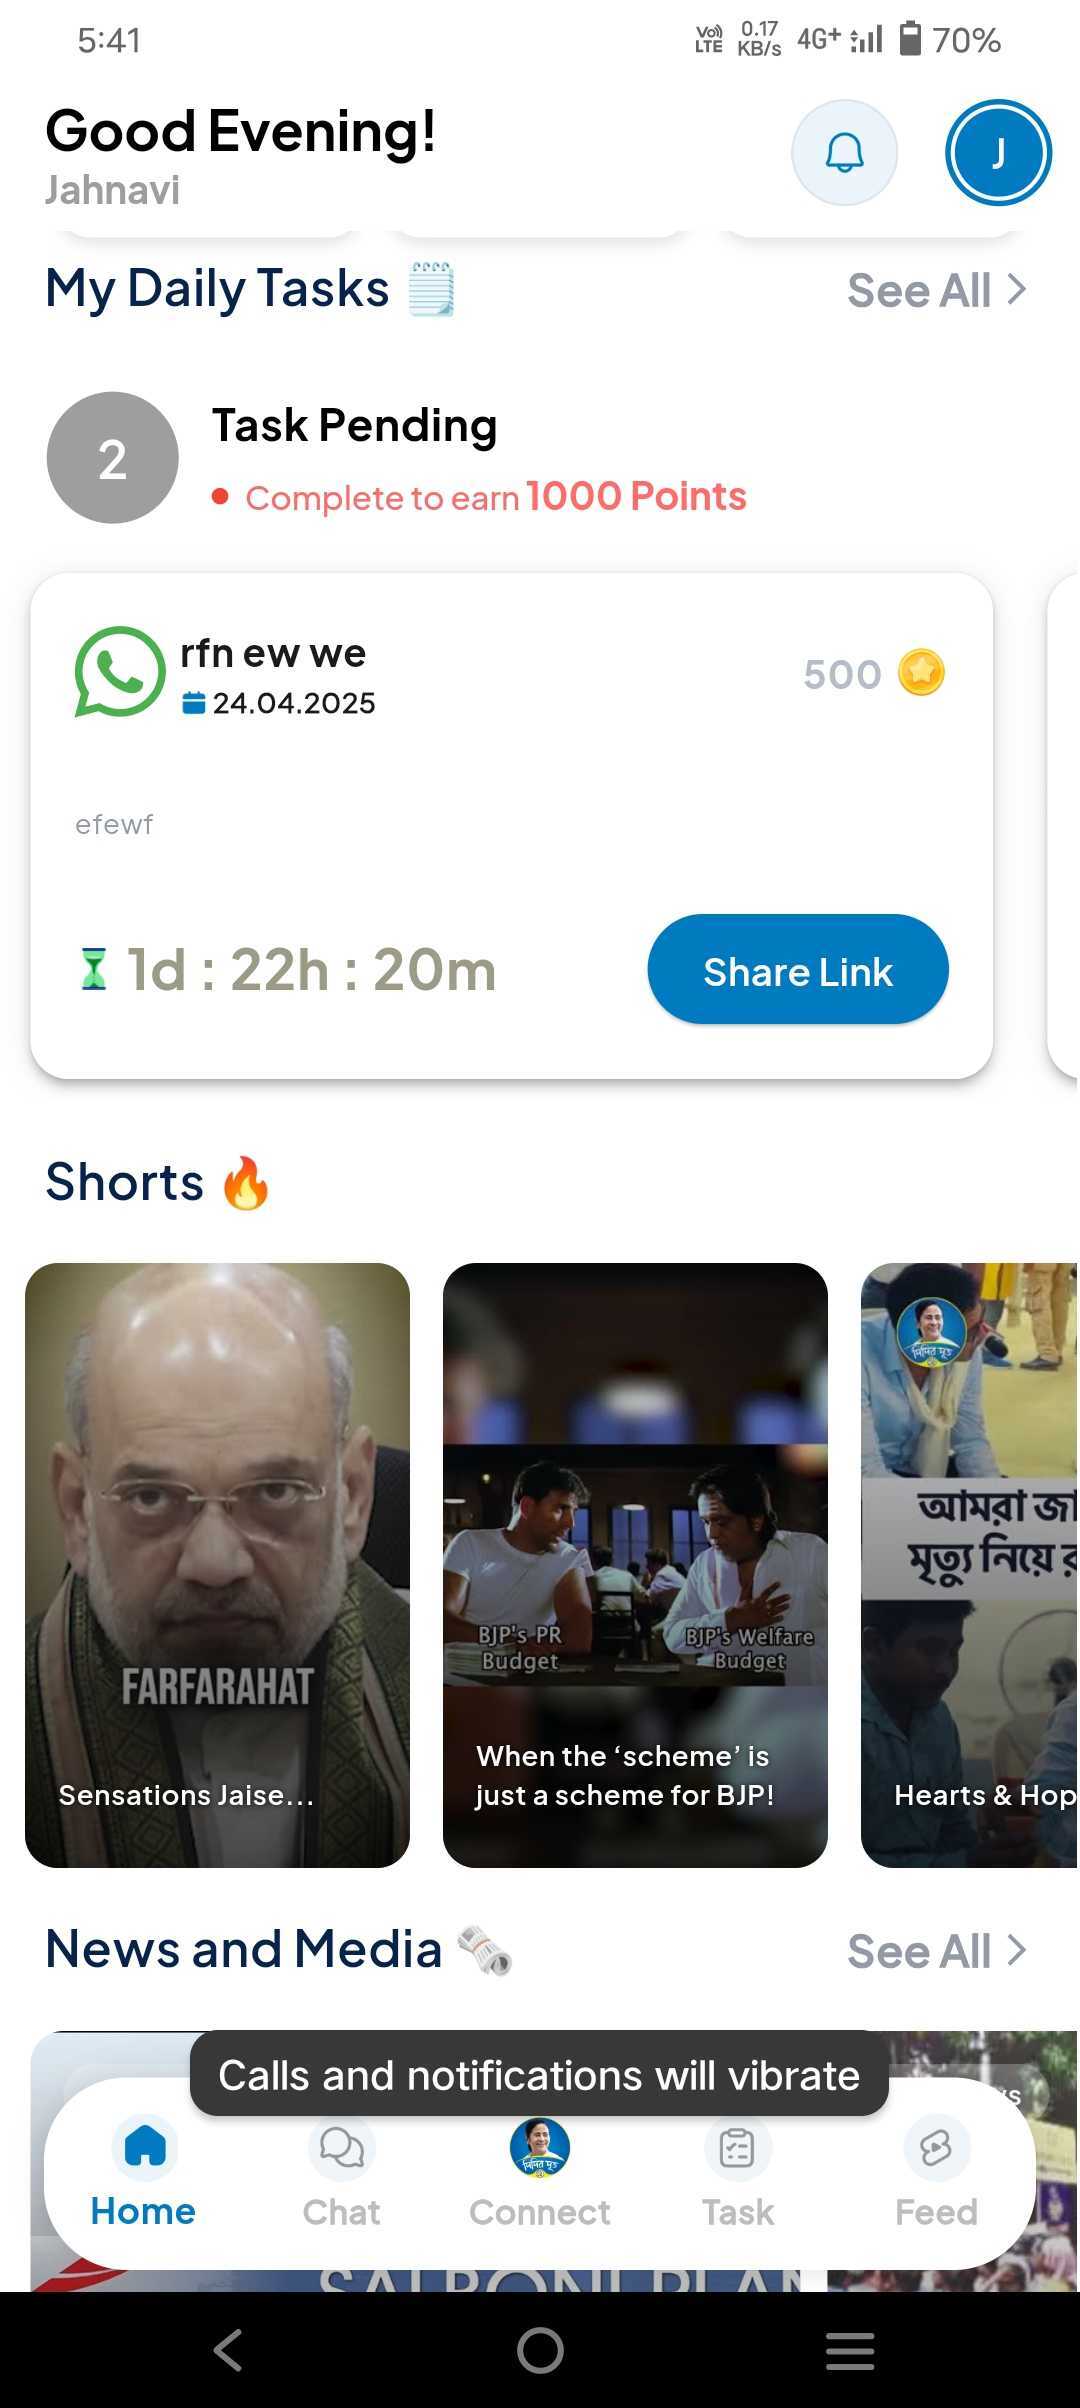 5:41
Vo))
LTE
0.17
KB/s
4G+
70%
Good Evening!
J
Jahnavi
My Daily Tasks
See All
2
Task Pending
Complete to earn 1000 Points
rfn ew we
500
24.04.2025
efewf
1d : 22h : 20m
Share Link
Shorts
FARFARAHAT
Sensations Jaise...
BJP's PR
Budget
BJP's Welfare
Budget
When the ‘scheme’ is
just a scheme for BJP!
দিদির দূত
আমরা জা
মৃত্যু নিয়ে
Hearts & Hop
News and Media
See All
Calls and notifications will vibrate
দিদির দূত
Home
Chat
Connect
Task
Feed